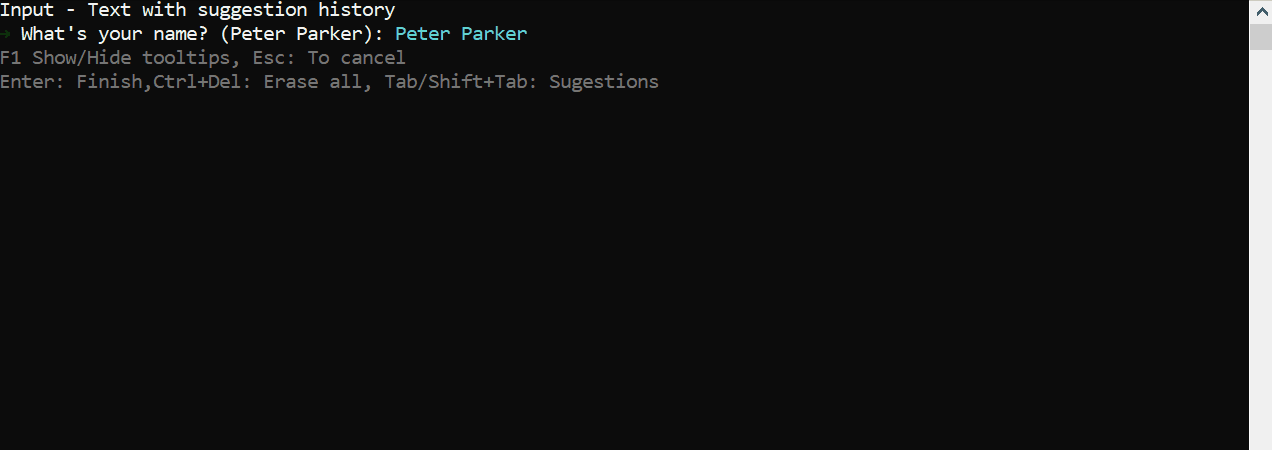 Input - Text with suggestion history
→ What's your name? (Peter Parker): Peter Parker
F1 Show/Hide tooltips, Esc: To cancel
Enter: Finish,Ctrl+Del: Erase all, Tab/Shift+Tab: Sugestions